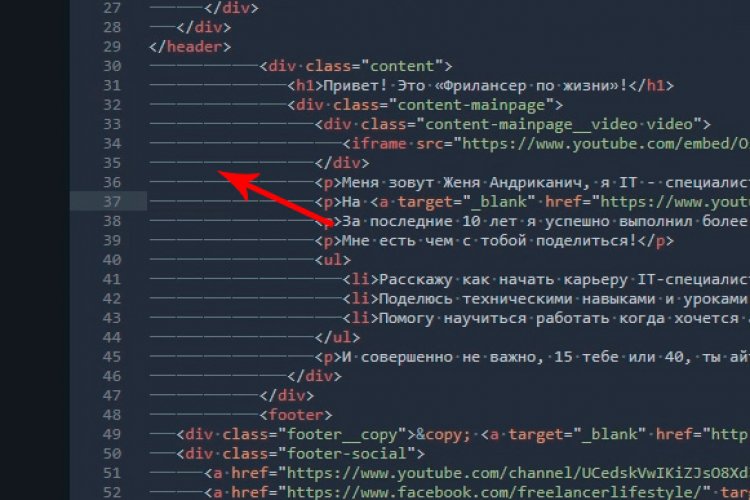 27 </div>
28 </div>
29 </header>
30 <div class="content">
31 <h1>Привет! Это «Фрилансер по жизни»!</h1>
32 <div class="content-mainpage">
33 <div class="content-mainpage__video video">
34 <iframe src="https://www.youtube.com/embed/O
35 </div>
36 <p>Меня зовут Женя Андриканич, я IT - специалис
37 <p>На <a target="_blank" href="https://www.yout
38 <p>За последние 10 лет я успешно выполнил более
39 <p>Мне есть чем с тобой поделиться!</p>
40 <ul>
41 <li>Расскажу как начать карьеру IT-специалис
42 <li>Поделюсь техническими навыками и уроками
43 <li>Помогу научиться работать когда хочется
44 </ul>
45 <p>И совершенно не важно, 15 тебе или 40, ты ай
46 </div>
47 </div>
48 <footer>
49 <div class="footer__copy">&copy; <a target="_blank" href="http
50 <div class="footer-social">
51 <a href="https://www.youtube.com/channel/UCedskVwIKiZJsO8Xd
52 <a href="https://www.facebook.com/freelancerlifestyle/" tar